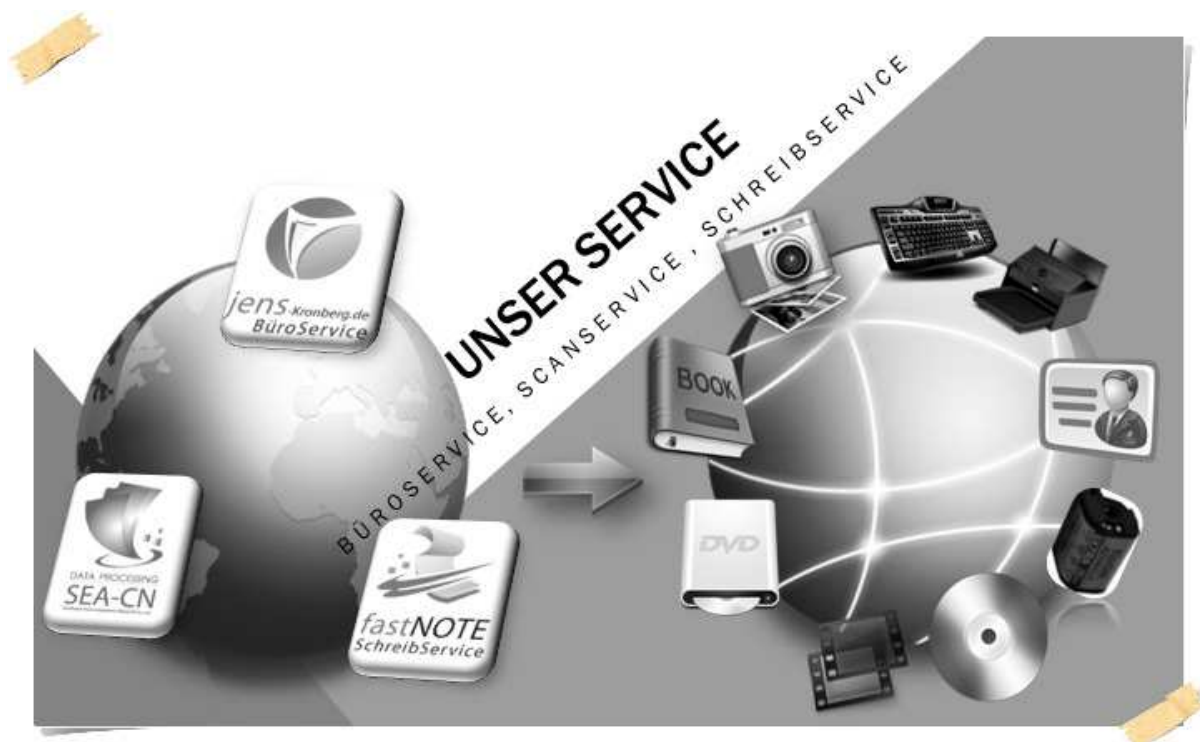 UNSER SERVICE
BÜROSERVICE, SCANSERVICE , SCHREIBSERVICE
jens-Kronberg.de
BüroService
DATA PROCESSING
SEA-CN
fastNOTE
SchreibService
BOOK
DVD